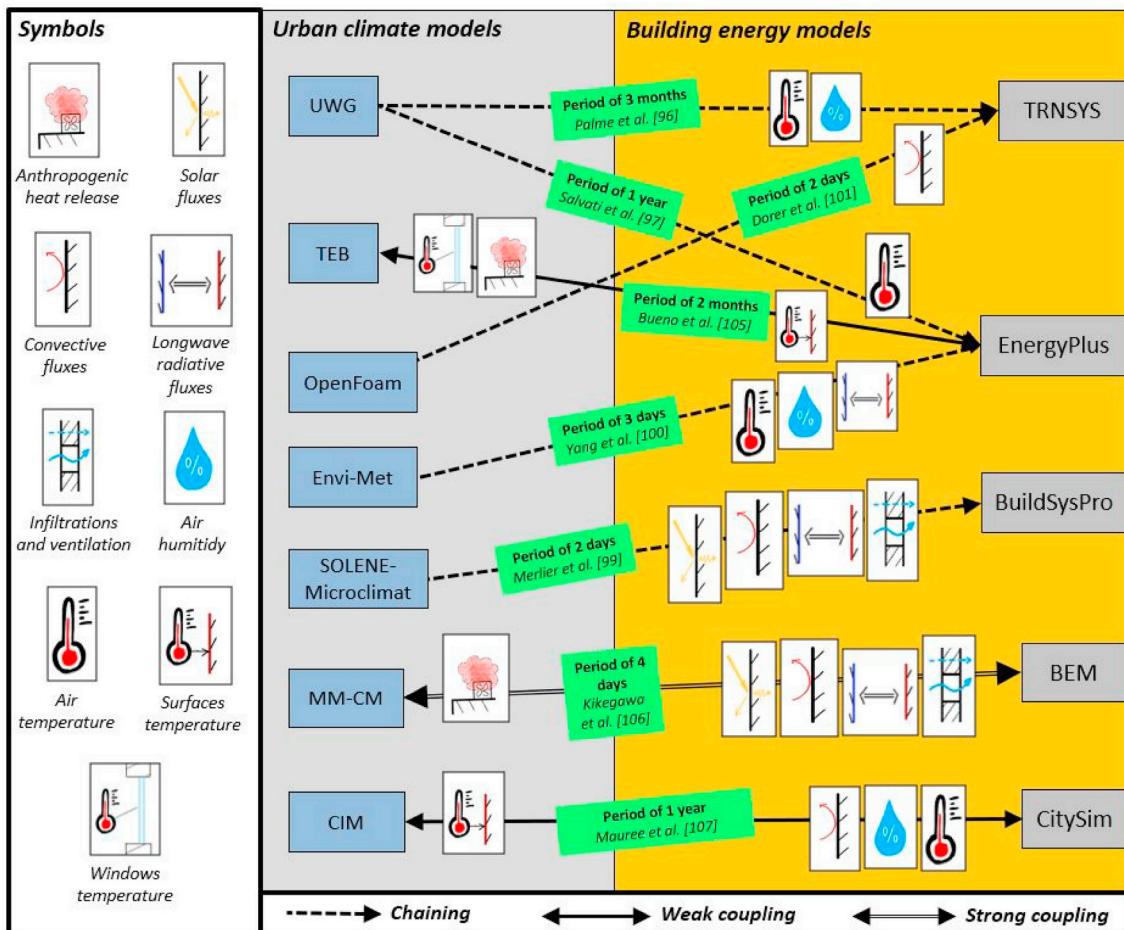 Symbols
Anthropogenic
heat release
Solar
fluxes
Convective
fluxes
Longwave
radiative
fluxes
Infiltrations
and ventilation
%
Air
humitidy
Air
temperature
Surfaces
temperature
Windows
temperature
Urban climate models
Building energy models
UWG
Period of 3 months
Palme et al. [96]
%
TRNSYS
Period of 1 year
Salvati et al. [97]
Period of 2 days
Dorer et al. [101]
TEB
Period of 2 months
Bueno et al. [105]
EnergyPlus
OpenFoam
Period of 3 days
Yang et al. [100]
%
Envi-Met
BuildSysPro
SOLENE-
Microclimat
Period of 2 days
Merlier et al. [99]
MM-CM
Period of 4
days
Kikegawa
et al. [106]
BEM
CIM
Period of 1 year
Mauree et al. [107]
%
CitySim
Chaining
Weak coupling
Strong coupling